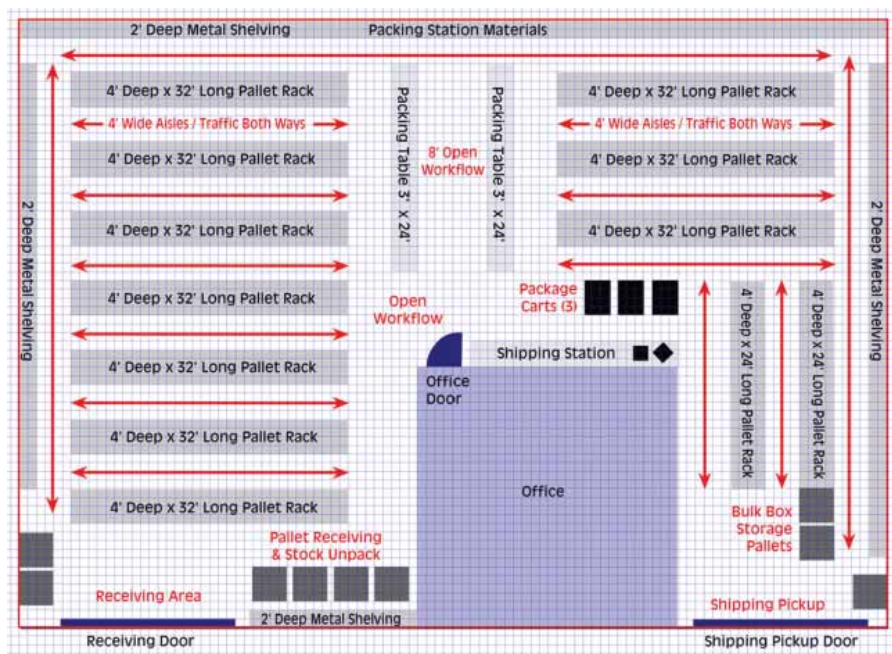 2' Deep Metal Shelving
Packing Station Materials
4' Deep x 32' Long Pallet Rack
4' Wide Aisles / Traffic Both Ways
4' Deep x 32' Long Pallet Rack
4' Deep x 32' Long Pallet Rack
4' Deep x 32' Long Pallet Rack
4' Deep x 32' Long Pallet Rack
4' Deep x 32' Long Pallet Rack
4' Deep x 32' Long Pallet Rack
2' Deep Metal Shelving
Packing Table 3' x 24'
8' Open
Workflow
Packing Table 3' x 24'
4' Deep x 32' Long Pallet Rack
4' Wide Aisles / Traffic Both Ways
4' Deep x 32' Long Pallet Rack
4' Deep x 32' Long Pallet Rack
2' Deep Metal Shelving
Open
Workflow
Package
Carts (3)
Shipping Station
Office
Door
Office
4' Deep x 24' Long Pallet Rack
4' Deep x 24' Long Pallet Rack
Bulk Box
Storage
Pallets
Pallet Receiving
& Stock Unpack
Receiving Area
2' Deep Metal Shelving
Shipping Pickup
Receiving Door
Shipping Pickup Door